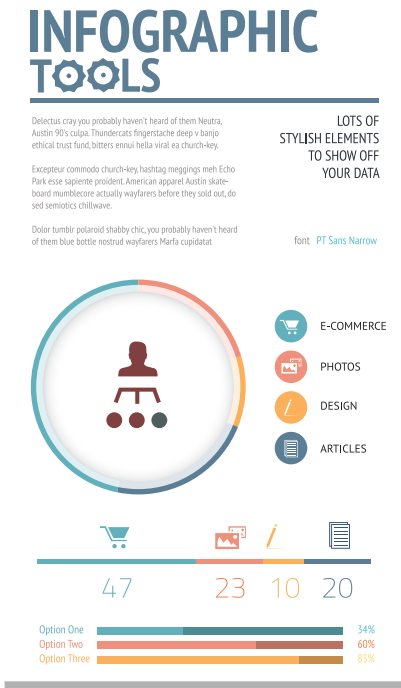 INFOGRAPHIC
TOOLS
Delectus cray you probably haven't heard of them Neutra,
Austin 90's culpa. Thundercats fingerstache deep v banjo
ethical trust fund, bitters ennui hella viral ea church-key.
Excepteur commodo church-key, hashtag meggings meh Echo
Park esse sapiente proident. American apparel Austin skate-
board mumblecore actually wayfarers before they sold out, do
sed semiotics chillwave.
Dolor tumblr polaroid shabby chic, you probably haven't heard
of them blue bottle nostrud wayfarers Marfa cupidatat
LOTS OF
STYLISH ELEMENTS
TO SHOW OFF
YOUR DATA
font PT Sans Narrow
E-COMMERCE
PHOTOS
DESIGN
ARTICLES
47 23 10 20
Option One 34%
Option Two 60%
Option Three 85%